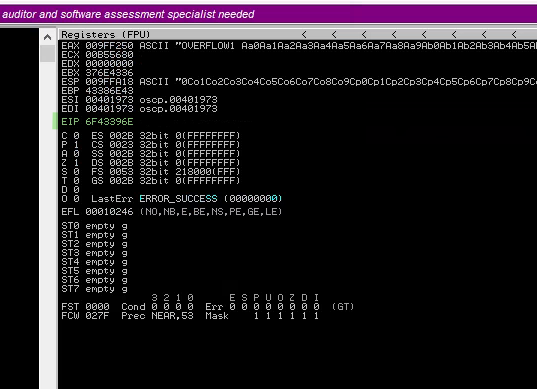 auditor and software assessment specialist needed
Registers (FPU) < < < < < <
EAX 009FF250 ASCII "OVERFLOW1 Aa0Aa1Aa2Aa3Aa4Aa5Aa6Aa7Aa8Aa9Ab0Ab1Ab2Ab3Ab4Ab5Ab
ECX 00B55680
EDX 00000000
EBX 376E4336
ESP 009FFA18 ASCII "0Co1Co2Co3Co4Co5Co6Co7Co8Co9Cp0Cp1Cp2Cp3Cp4Cp5Cp6Cp7Cp8Cp9C
EBP 43386E43
ESI 00401973 oscp.00401973
EDI 00401973 oscp.00401973
EIP 6F43396E
C 0 ES 002B 32bit 0(FFFFFFFF)
P 1 CS 0023 32bit 0(FFFFFFFF)
A 0 SS 002B 32bit 0(FFFFFFFF)
Z 1 DS 002B 32bit 0(FFFFFFFF)
S 0 FS 0053 32bit 218000(FFF)
T 0 GS 002B 32bit 0(FFFFFFFF)
D 0
O 0 LastErr ERROR_SUCCESS (00000000)
EFL 00010246 (NO,NB,E,BE,NS,PE,GE,LE)
ST0 empty g
ST1 empty g
ST2 empty g
ST3 empty g
ST4 empty g
ST5 empty g
ST6 empty g
ST7 empty g
3 2 1 0 E S P U O Z D I
FST 0000 Cond 0 0 0 0 Err 0 0 0 0 0 0 0 0 (GT)
FCW 027F Prec NEAR,53 Mask 1 1 1 1 1 1